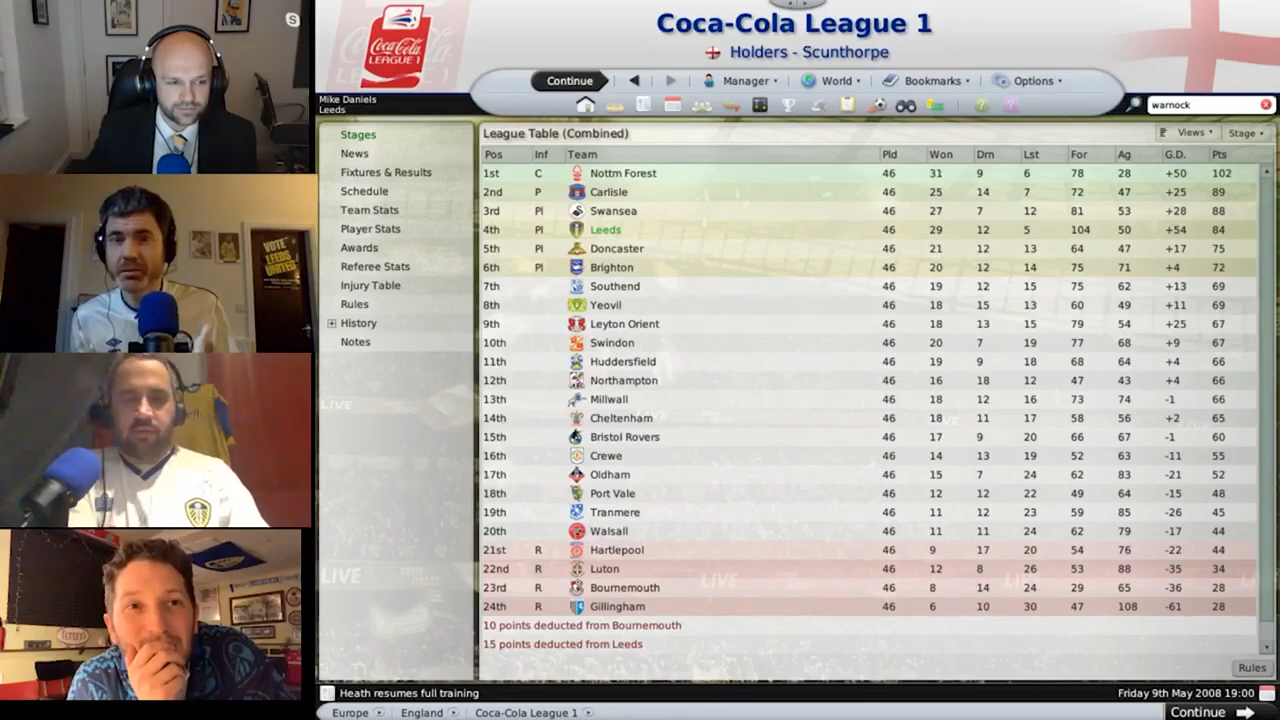 Coca-Cola League 1
Holders - Scunthorpe
Coca-Cola
LEAGUE 1
Continue
Manager
World
Bookmarks
Options
Mike Daniels
Leeds
warnock
Stages
News
Fixtures & Results
Schedule
Team Stats
Player Stats
Awards
Referee Stats
Injury Table
Rules
History
Notes
League Table (Combined) Views Stage
Pos Inf Team Pld Won Drn Lst For Ag G.D. Pts
1st C Nottm Forest 46 31 9 6 78 28 +50 102
2nd P Carlisle 46 25 14 7 72 47 +25 89
3rd Pl Swansea 46 27 7 12 81 53 +28 88
4th Pl Leeds 46 29 12 5 104 50 +54 84
5th Pl Doncaster 46 21 12 13 64 47 +17 75
6th Pl Brighton 46 20 12 14 75 71 +4 72
7th Southend 46 19 12 15 75 62 +13 69
8th Yeovil 46 18 15 13 60 49 +11 69
9th Leyton Orient 46 18 13 15 79 54 +25 67
10th Swindon 46 20 7 19 77 68 +9 67
11th Huddersfield 46 19 9 18 68 64 +4 66
12th Northampton 46 16 18 12 47 43 +4 66
13th Millwall 46 18 12 16 73 74 -1 66
14th Cheltenham 46 18 11 17 58 56 +2 65
15th Bristol Rovers 46 17 9 20 66 67 -1 60
16th Crewe 46 14 13 19 52 63 -11 55
17th Oldham 46 15 7 24 62 83 -21 52
18th Port Vale 46 12 12 22 49 64 -15 48
19th Tranmere 46 11 12 23 59 85 -26 45
20th Walsall 46 11 11 24 62 79 -17 44
21st R Hartlepool 46 9 17 20 54 76 -22 44
22nd R Luton 46 12 8 26 53 88 -35 34
23rd R Bournemouth 46 8 14 24 29 65 -36 28
24th R Gillingham 46 6 10 30 47 108 -61 28
10 points deducted from Bournemouth
15 points deducted from Leeds
Rules
Heath resumes full training Friday 9th May 2008 19:00
Europe England Coca-Cola League 1 Continue
VOTE
LEEDS
UNITED
LIVE
LIVE
LIVE
LIVE